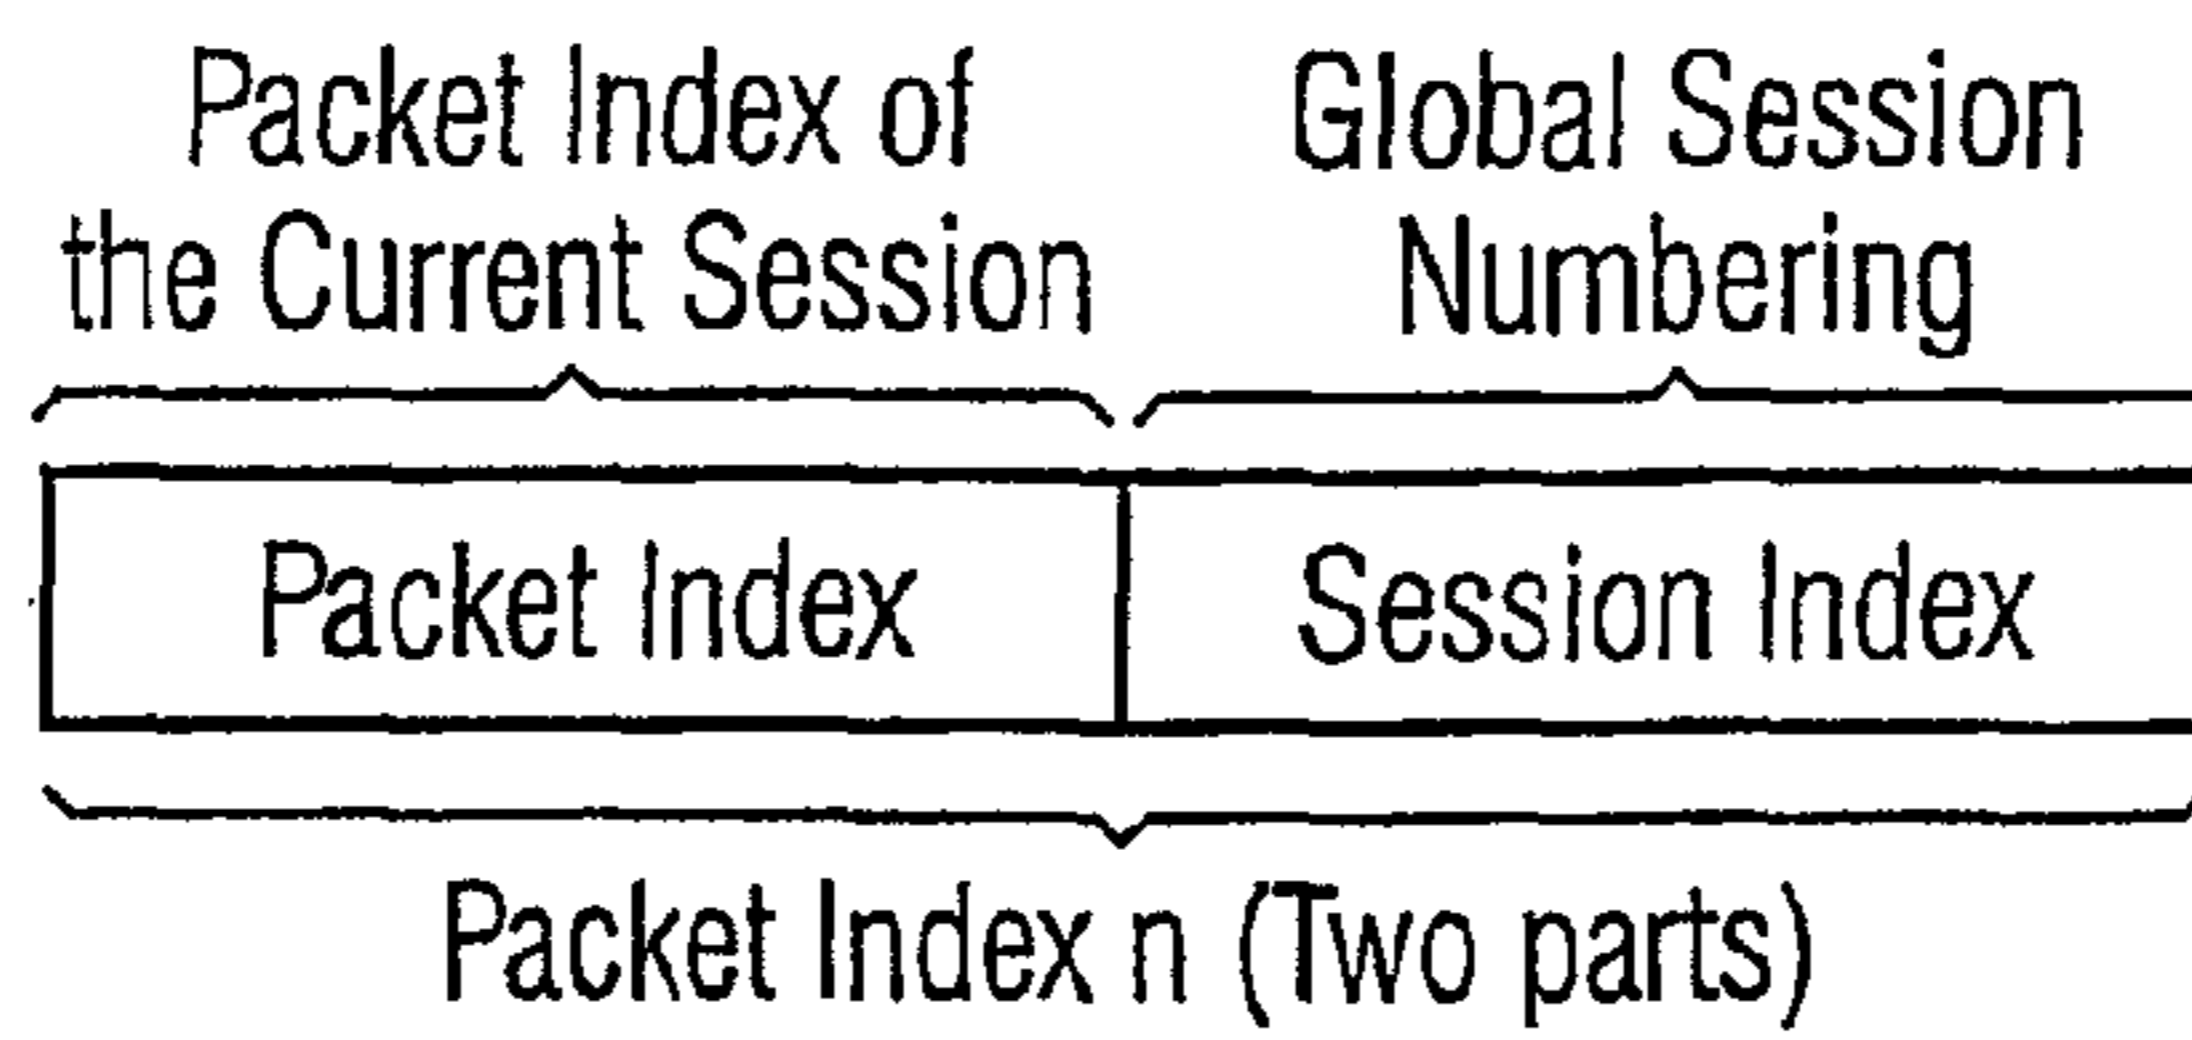 Packet Index of
the Current Session
Global Session
Numbering
Packet Index
Session Index
Packet Index n (Two parts)